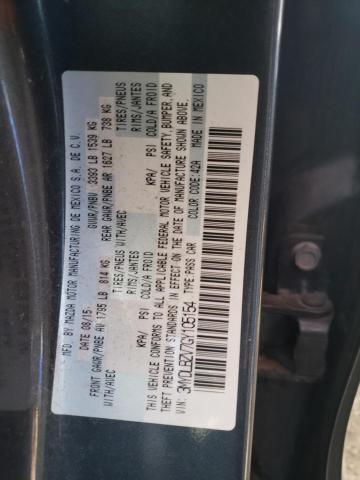 MFD. BY MAZDA MOTOR MANUFACTURING DE MEXICO S.A. DE C.V.
DATE: 08/15 GVWR/PNBV 3393 LB 1539 KG
FRONT GAWR/PNBE AV 1795 LB 814 KG REAR GAWR/PNBE AR 1627 LB 738 KG
WITH/AVEC TIRES/PNEUS WITH/AVEC TIRES/PNEUS
RIMS/JANTES RIMS/JANTES
KPA/ PSI COLD/A FROID KPA/ PSI COLD/A FROID
THIS VEHICLE CONFORMS TO ALL APPLICABLE FEDERAL MOTOR VEHICLE SAFETY,BUMPER,AND
THEFT PREVENTION STANDARDS IN EFFECT ON THE DATE OF MANUFACTURE SHOWN ABOVE.
VIN: TYPE:PASS CAR COLOR CODE:42A MADE IN MEXICO